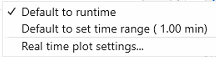 Default to runtime
Default to set time range ( 1.00 min)
Real time plot settings...